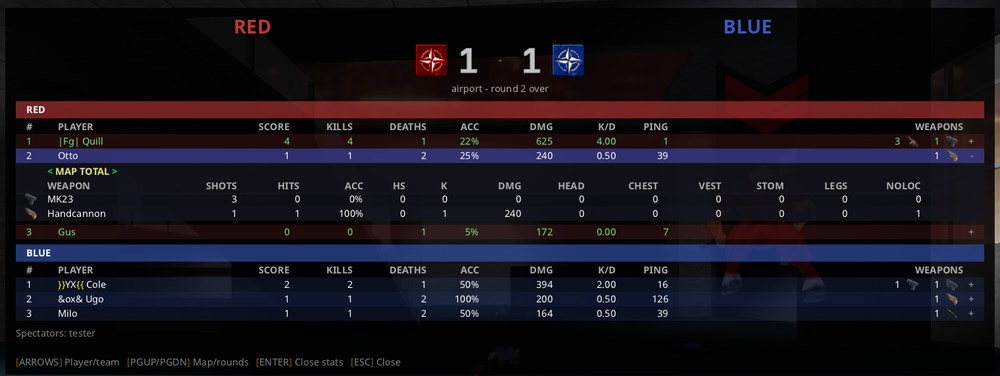 RED BLUE
1 - 1
airport - round 2 over
RED
# PLAYER SCORE KILLS DEATHS ACC DMG K/D PING WEAPONS
1 |Fg| Quill 4 4 1 22% 625 4.00 1 3 1 +
2 Otto 1 1 2 25% 240 0.50 39 1 -
< MAP TOTAL >
WEAPON SHOTS HITS ACC HS K DMG HEAD CHEST VEST STOM LEGS NOLOC
MK23 3 0 0% 0 0 0 0 0 0 0 0 0
Handcannon 1 1 100% 0 1 240 0 0 0 0 0 1
3 Gus 0 0 1 5% 172 0.00 7 +
BLUE
# PLAYER SCORE KILLS DEATHS ACC DMG K/D PING WEAPONS
1 }}YX{{ Cole 2 2 1 50% 394 2.00 16 1 1 +
2 &ox& Ugo 1 1 2 100% 200 0.50 126 1 +
3 Milo 1 1 2 50% 164 0.50 39 1 +
Spectators: tester
[ARROWS] Player/team [PGUP/PGDN] Map/rounds [ENTER] Close stats [ESC] Close